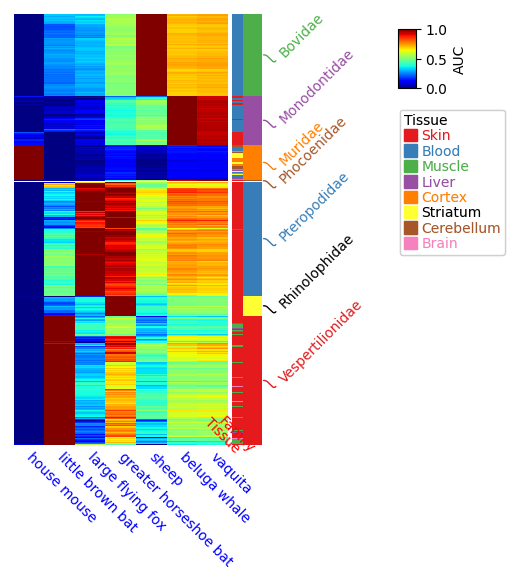 Bovidae
Monodontidae
Muridae
Phocoenidae
Pteropodidae
Rhinolophidae
Vespertilionidae
1.0
0.5
0.0
AUC
Tissue
Skin
Blood
Muscle
Liver
Cortex
Striatum
Cerebellum
Brain
Tissue
Family
house mouse
little brown bat
large flying fox
greater horseshoe bat
sheep
beluga whale
vaquita